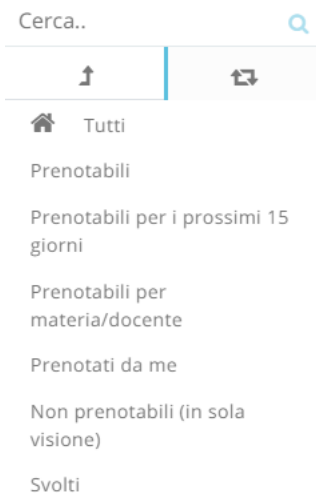 Cerca..
Tutti
Prenotabili
Prenotabili per i prossimi 15
giorni
Prenotabili per
materia/docente
Prenotati da me
Non prenotabili (in sola
visione)
Svolti